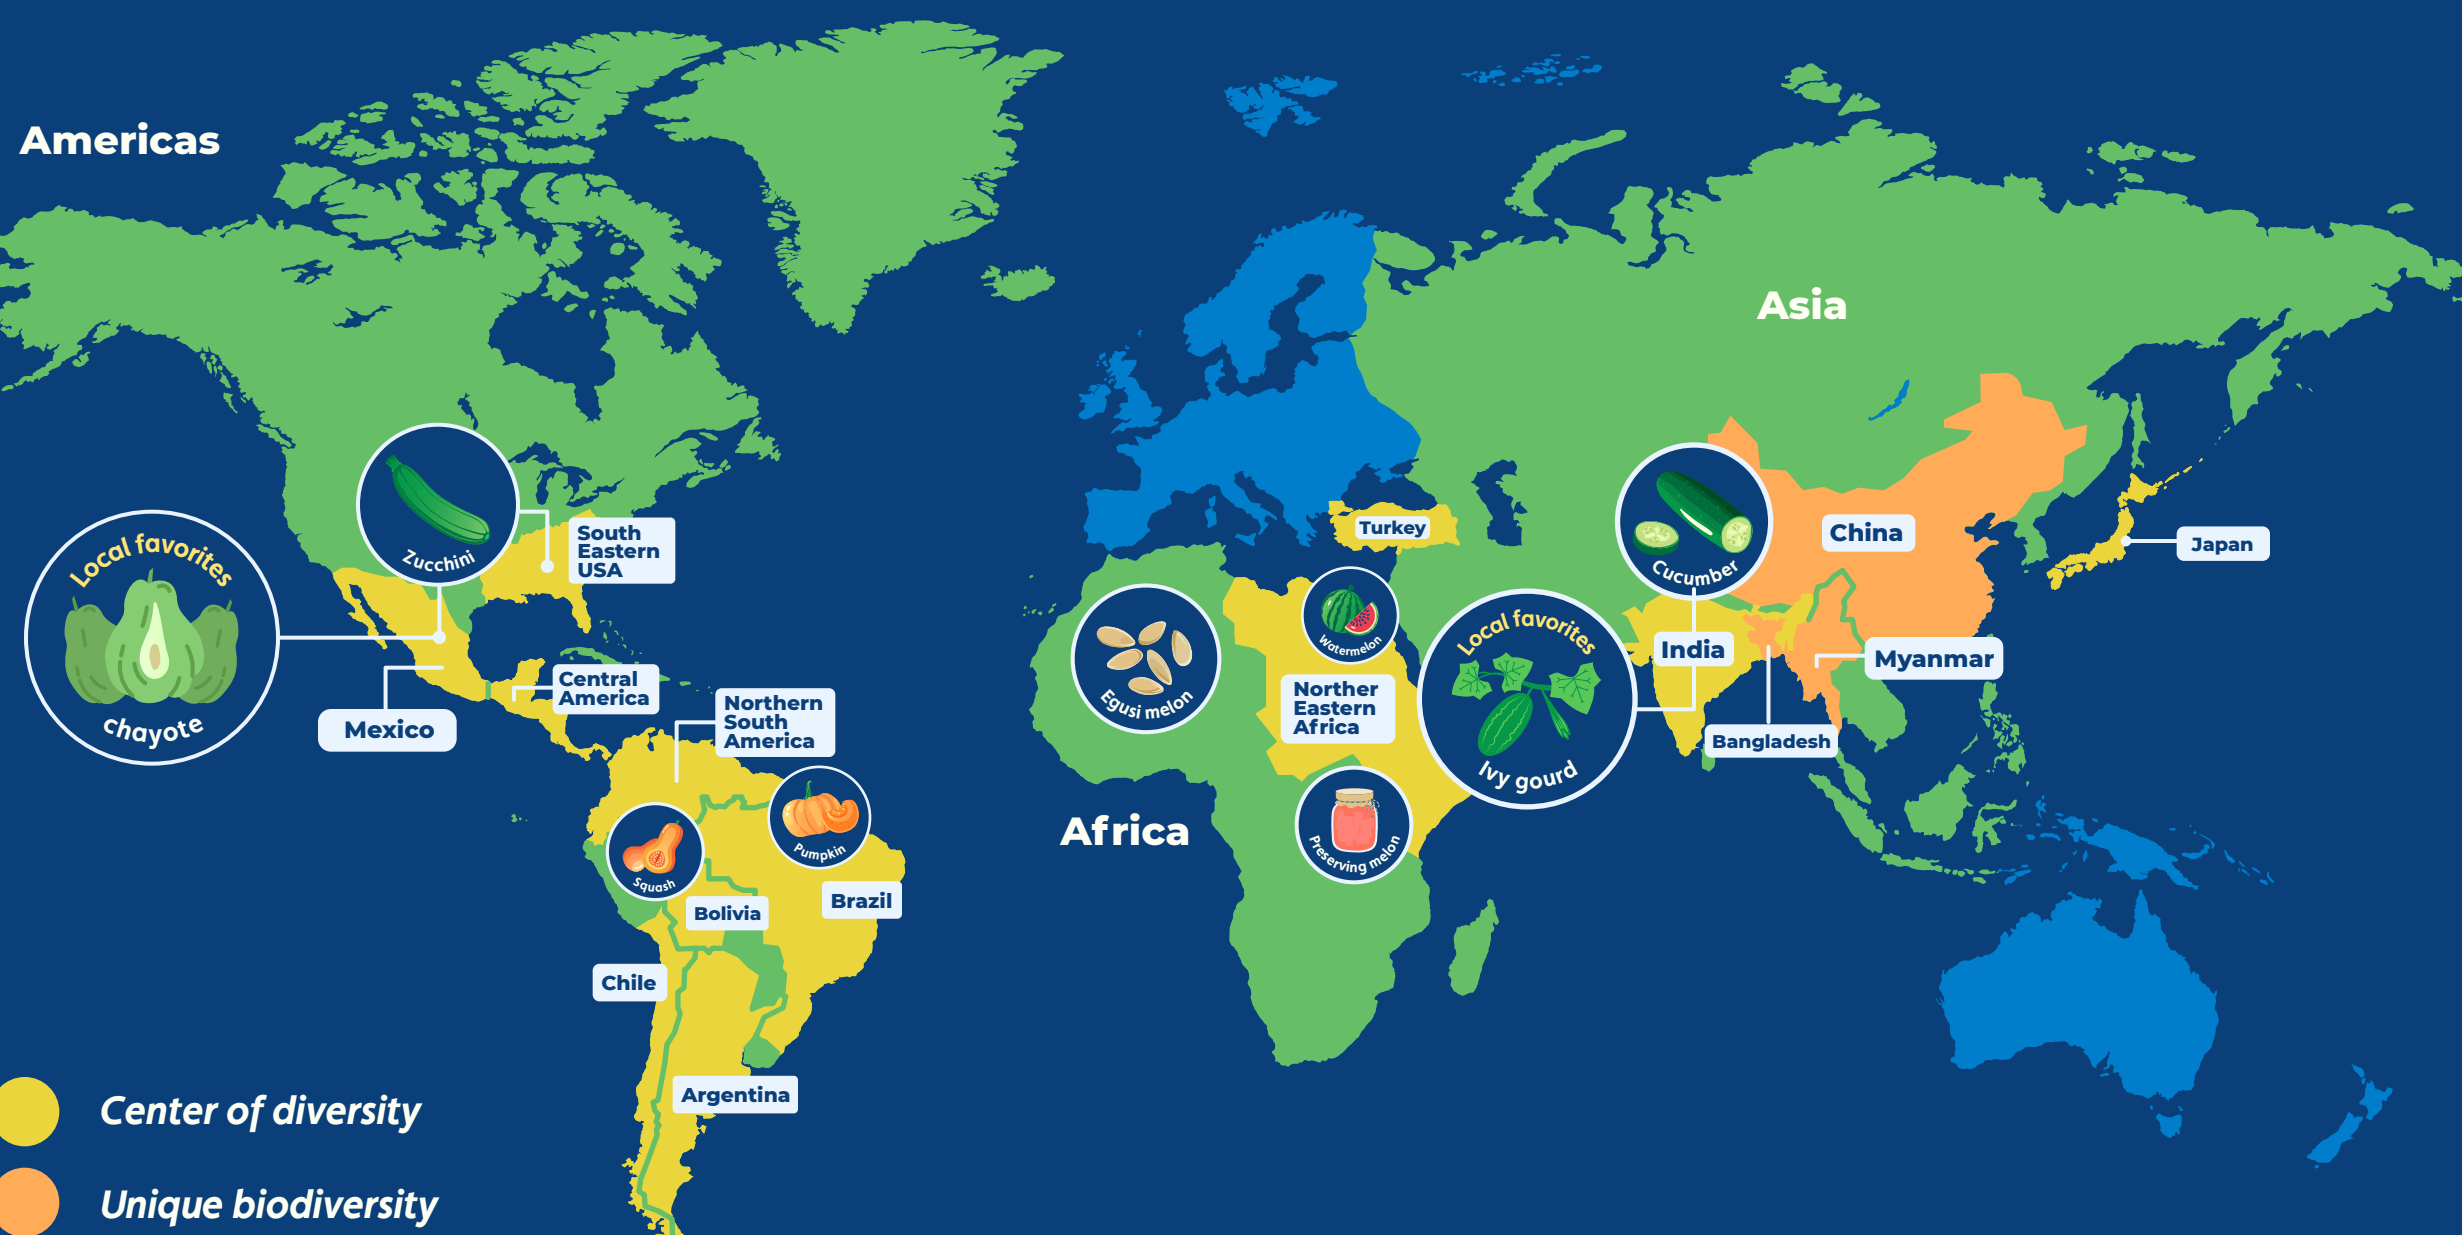 Americas
Asia
Africa
Local favorites
chayote
Zucchini
South
Eastern
USA
Mexico
Central
America
Northern
South
America
Squash
Pumpkin
Bolivia
Brazil
Chile
Argentina
Egusi melon
Watermelon
Turkey
Norther
Eastern
Africa
Preserving melon
Local favorites
Ivy gourd
Cucumber
India
China
Myanmar
Bangladesh
Japan
Center of diversity
Unique biodiversity